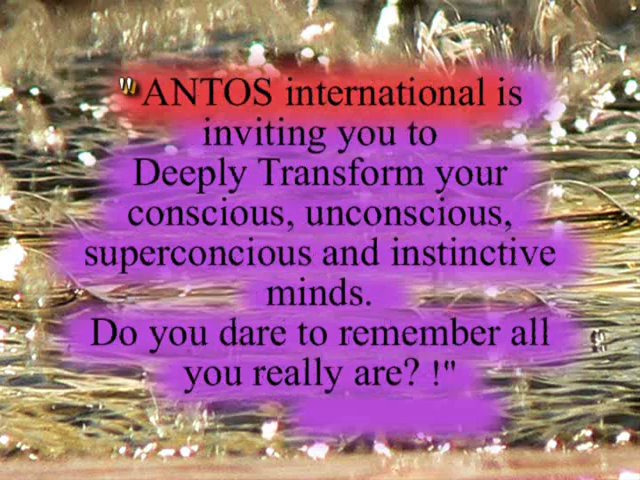 "ANTOS international is
inviting you to
Deeply Transform your
conscious, unconscious,
superconcious and instinctive
minds.
Do you dare to remember all
you really are? !"